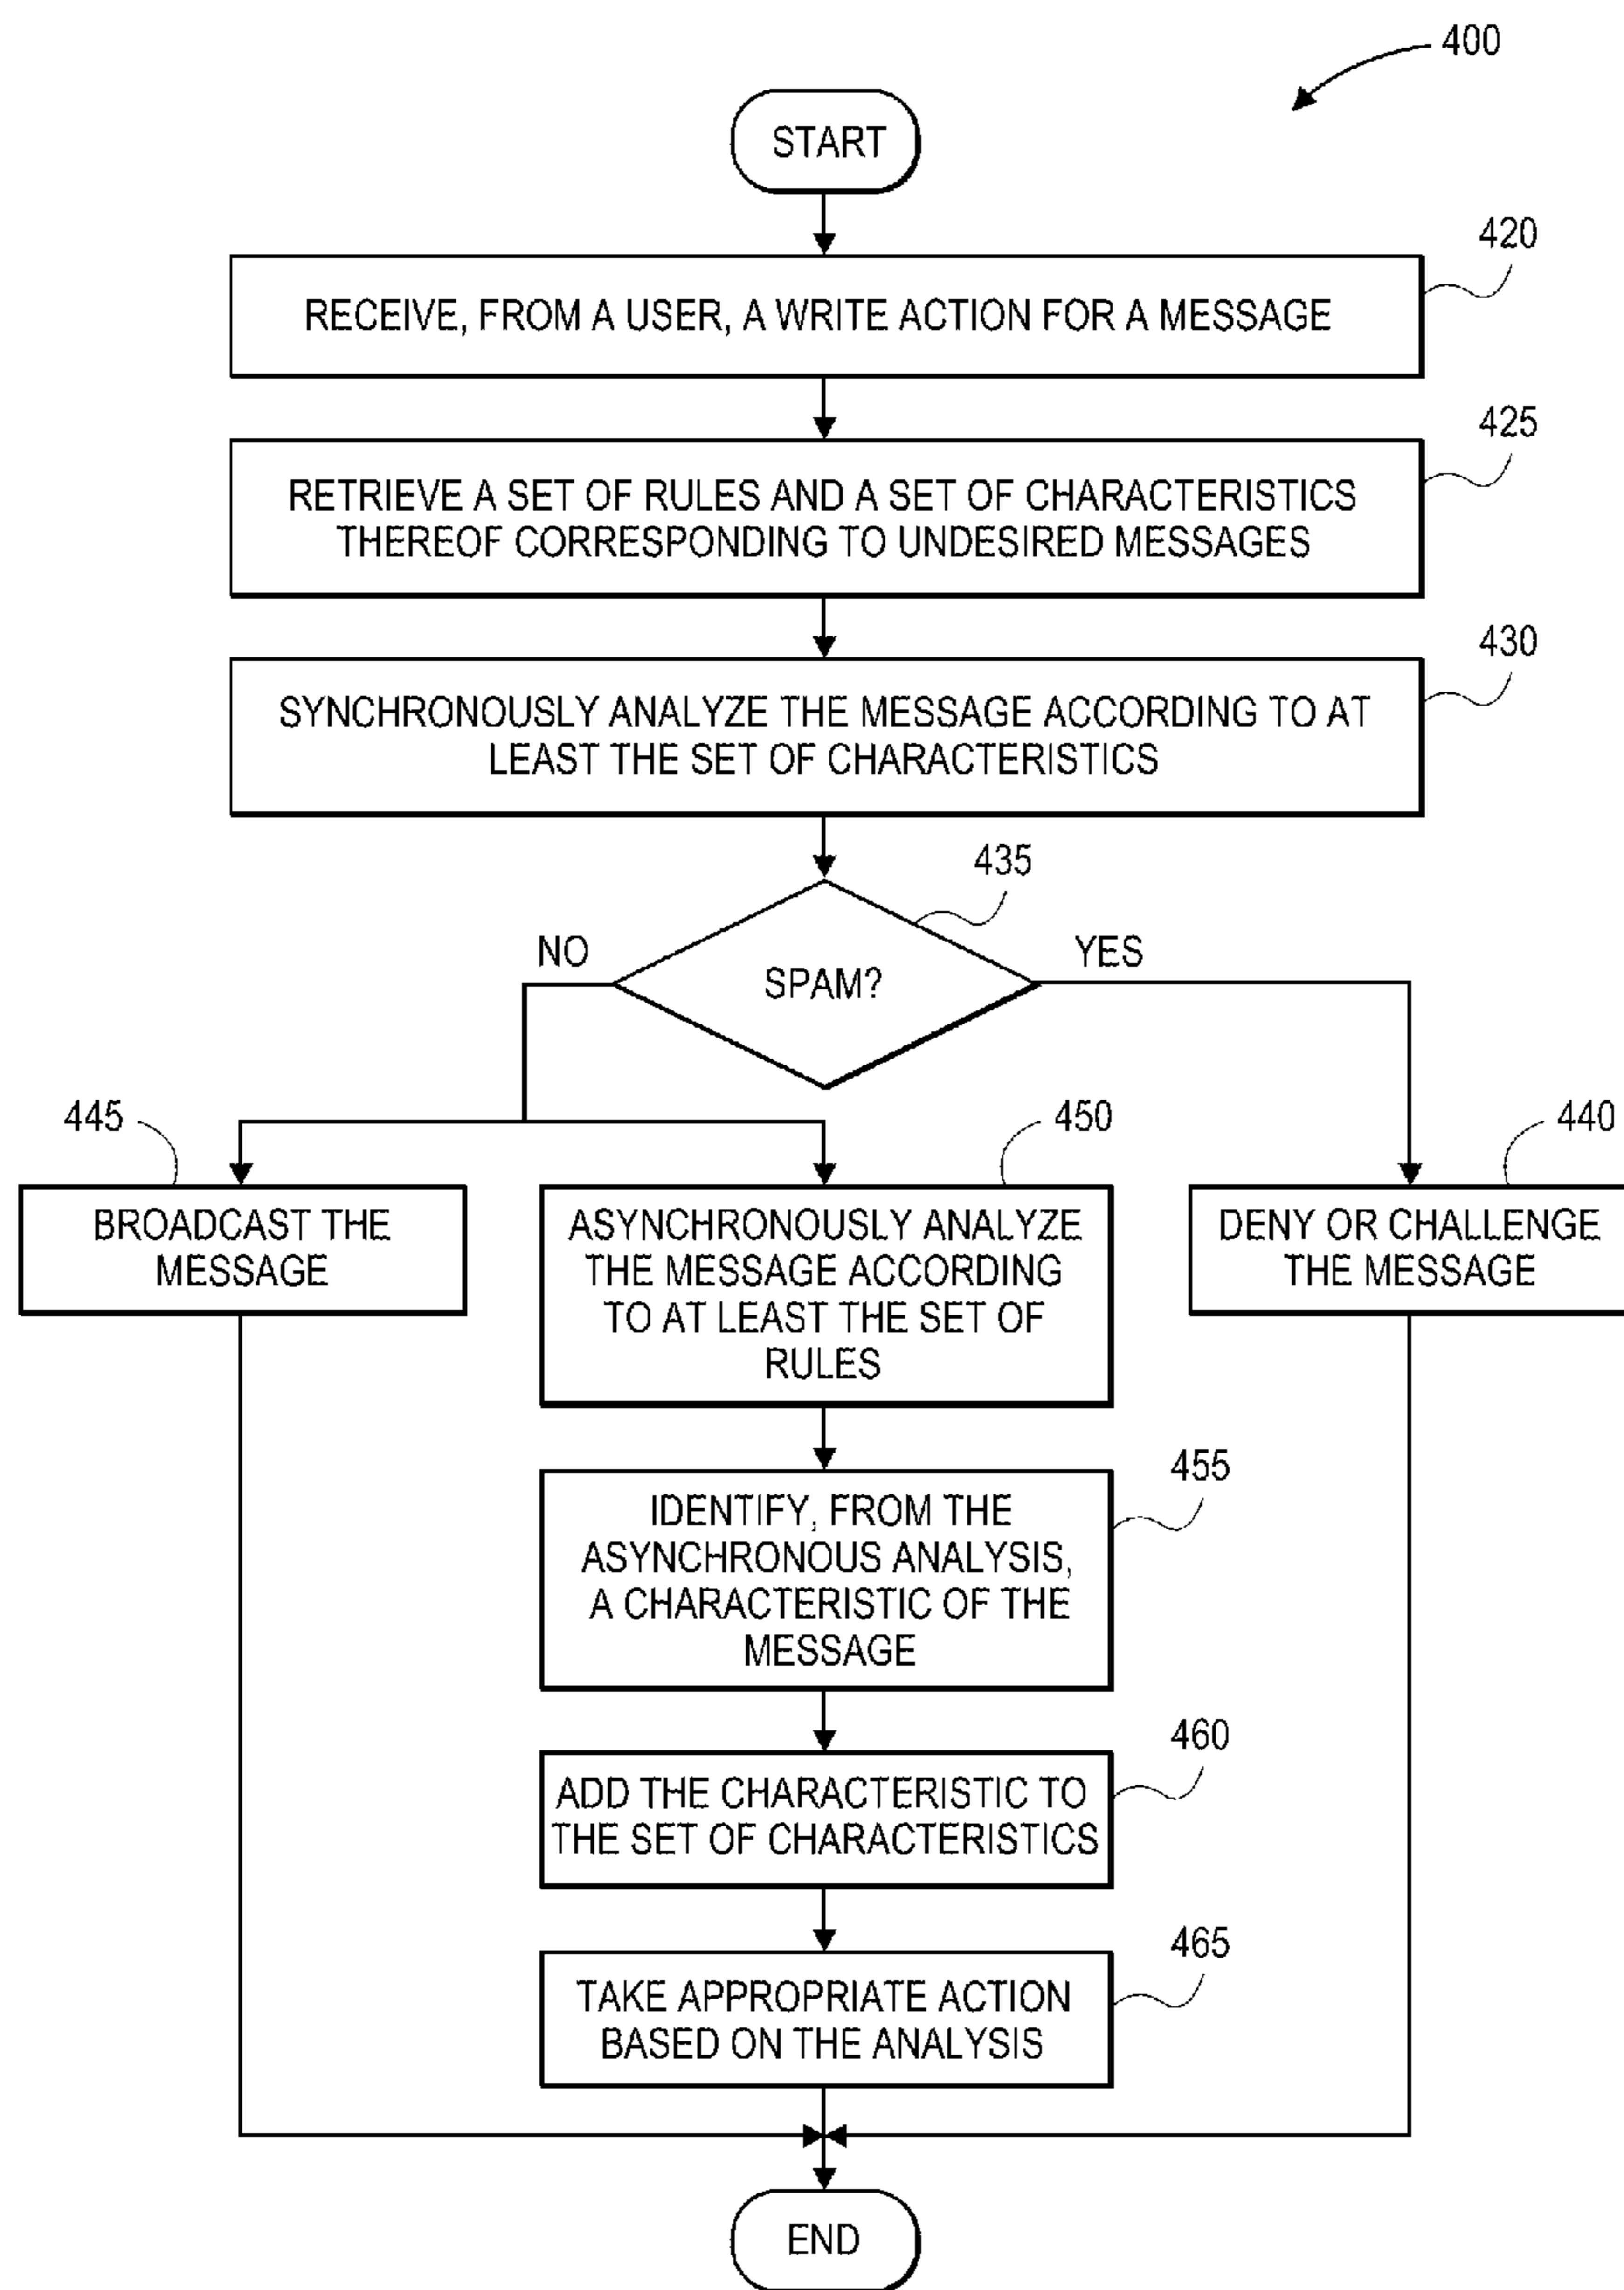 400
START
420
RECEIVE, FROM A USER, A WRITE ACTION FOR A MESSAGE
425
RETRIEVE A SET OF RULES AND A SET OF CHARACTERISTICS
THEREOF CORRESPONDING TO UNDESIRED MESSAGES
430
SYNCHRONOUSLY ANALYZE THE MESSAGE ACCORDING TO AT
LEAST THE SET OF CHARACTERISTICS
435
NO
YES
SPAM?
445
450
440
BROADCAST THE
MESSAGE
ASYNCHRONOUSLY ANALYZE
THE MESSAGE ACCORDING
TO AT LEAST THE SET OF
RULES
DENY OR CHALLENGE
THE MESSAGE
455
IDENTIFY, FROM THE
ASYNCHRONOUS ANALYSIS,
A CHARACTERISTIC OF THE
MESSAGE
460
ADD THE CHARACTERISTIC TO
THE SET OF CHARACTERISTICS
465
TAKE APPROPRIATE ACTION
BASED ON THE ANALYSIS
END